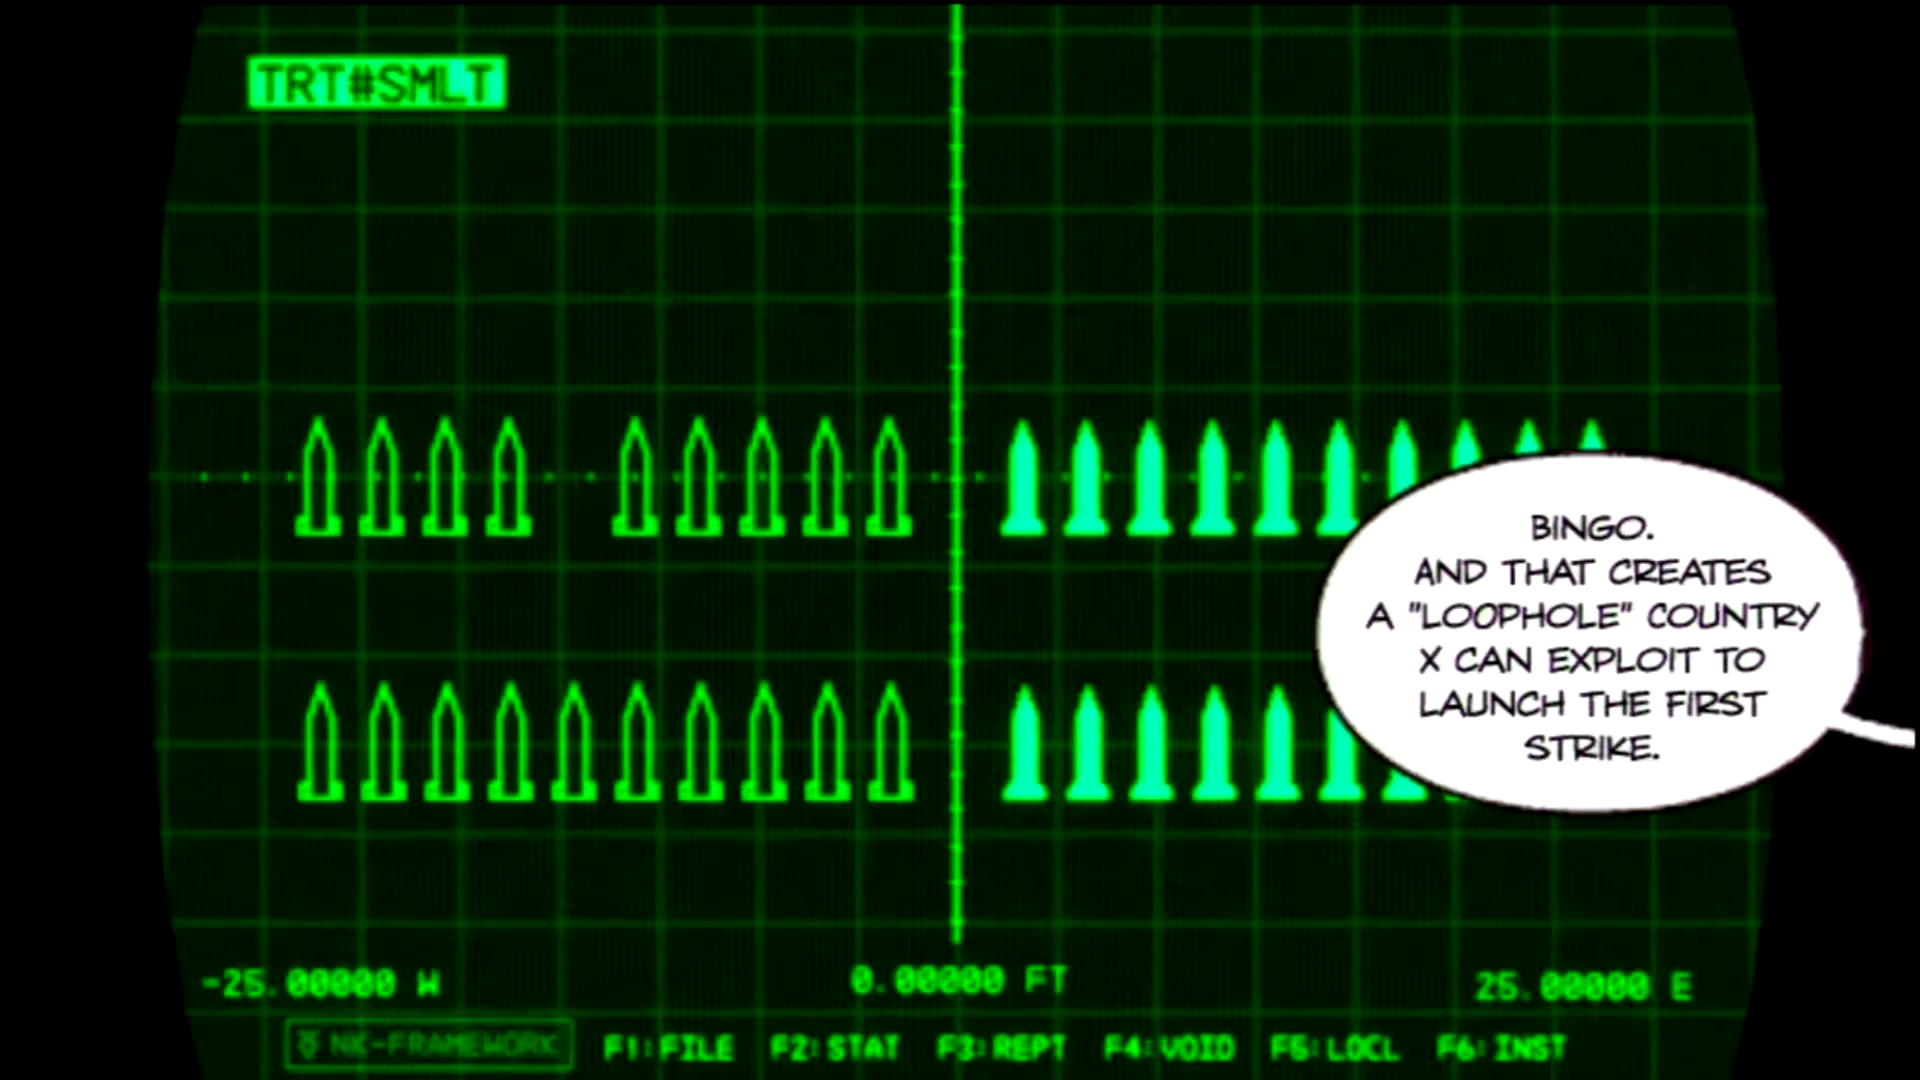 TRT#SMLT
BINGO.
AND THAT CREATES
A "LOOPHOLE" COUNTRY
X CAN EXPLOIT TO
LAUNCH THE FIRST
STRIKE.
-25.00000 W 0.00000 FT 25.00000 E
NK-FRAMEWORK F1:FILE F2:STAT F3:REPT F4:VOID F5:LOCL F6:INST